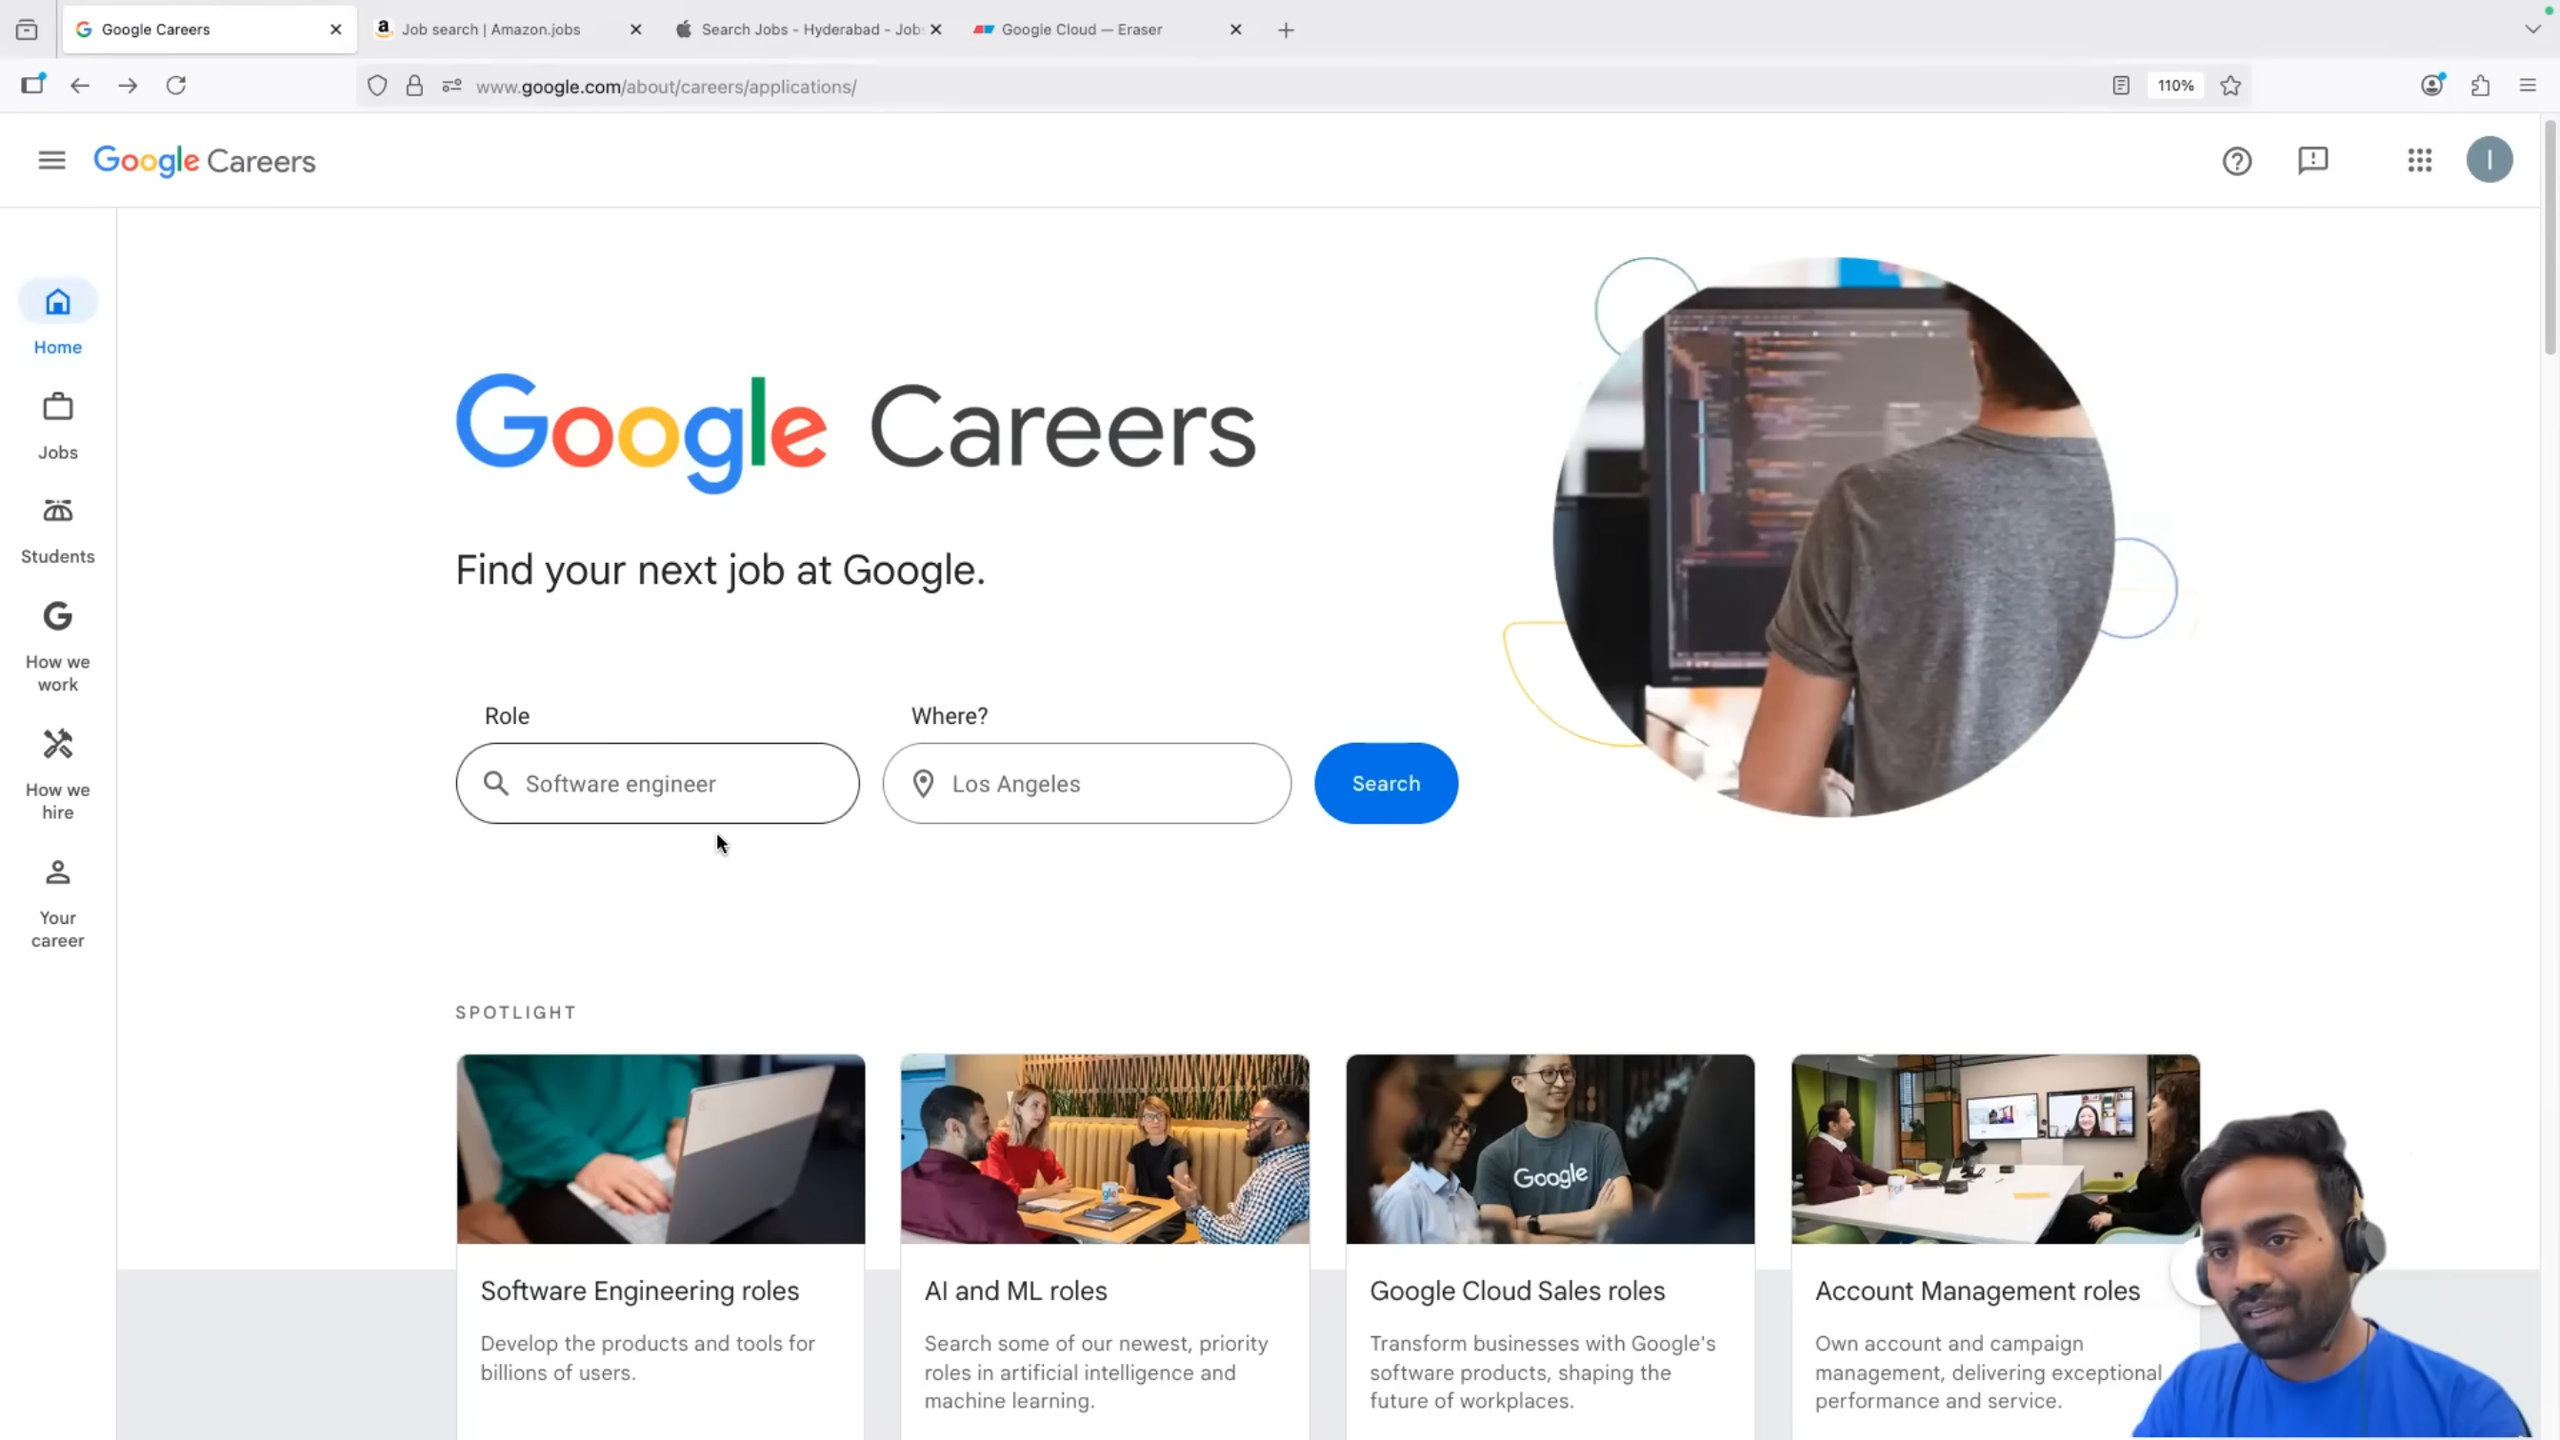 Google Careers
Job search | Amazon.jobs
Search Jobs - Hyderabad - Job
Google Cloud — Eraser
www.google.com/about/careers/applications/
110%
Google Careers
I
Home
Jobs
Students
How we
work
How we
hire
Your
career
Google Careers
Find your next job at Google.
Role
Where?
Software engineer
Los Angeles
Search
SPOTLIGHT
Google
Software Engineering roles
Develop the products and tools for
billions of users.
AI and ML roles
Search some of our newest, priority
roles in artificial intelligence and
machine learning.
Google Cloud Sales roles
Transform businesses with Google's
software products, shaping the
future of workplaces.
Account Management roles
Own account and campaign
management, delivering exceptional
performance and service.